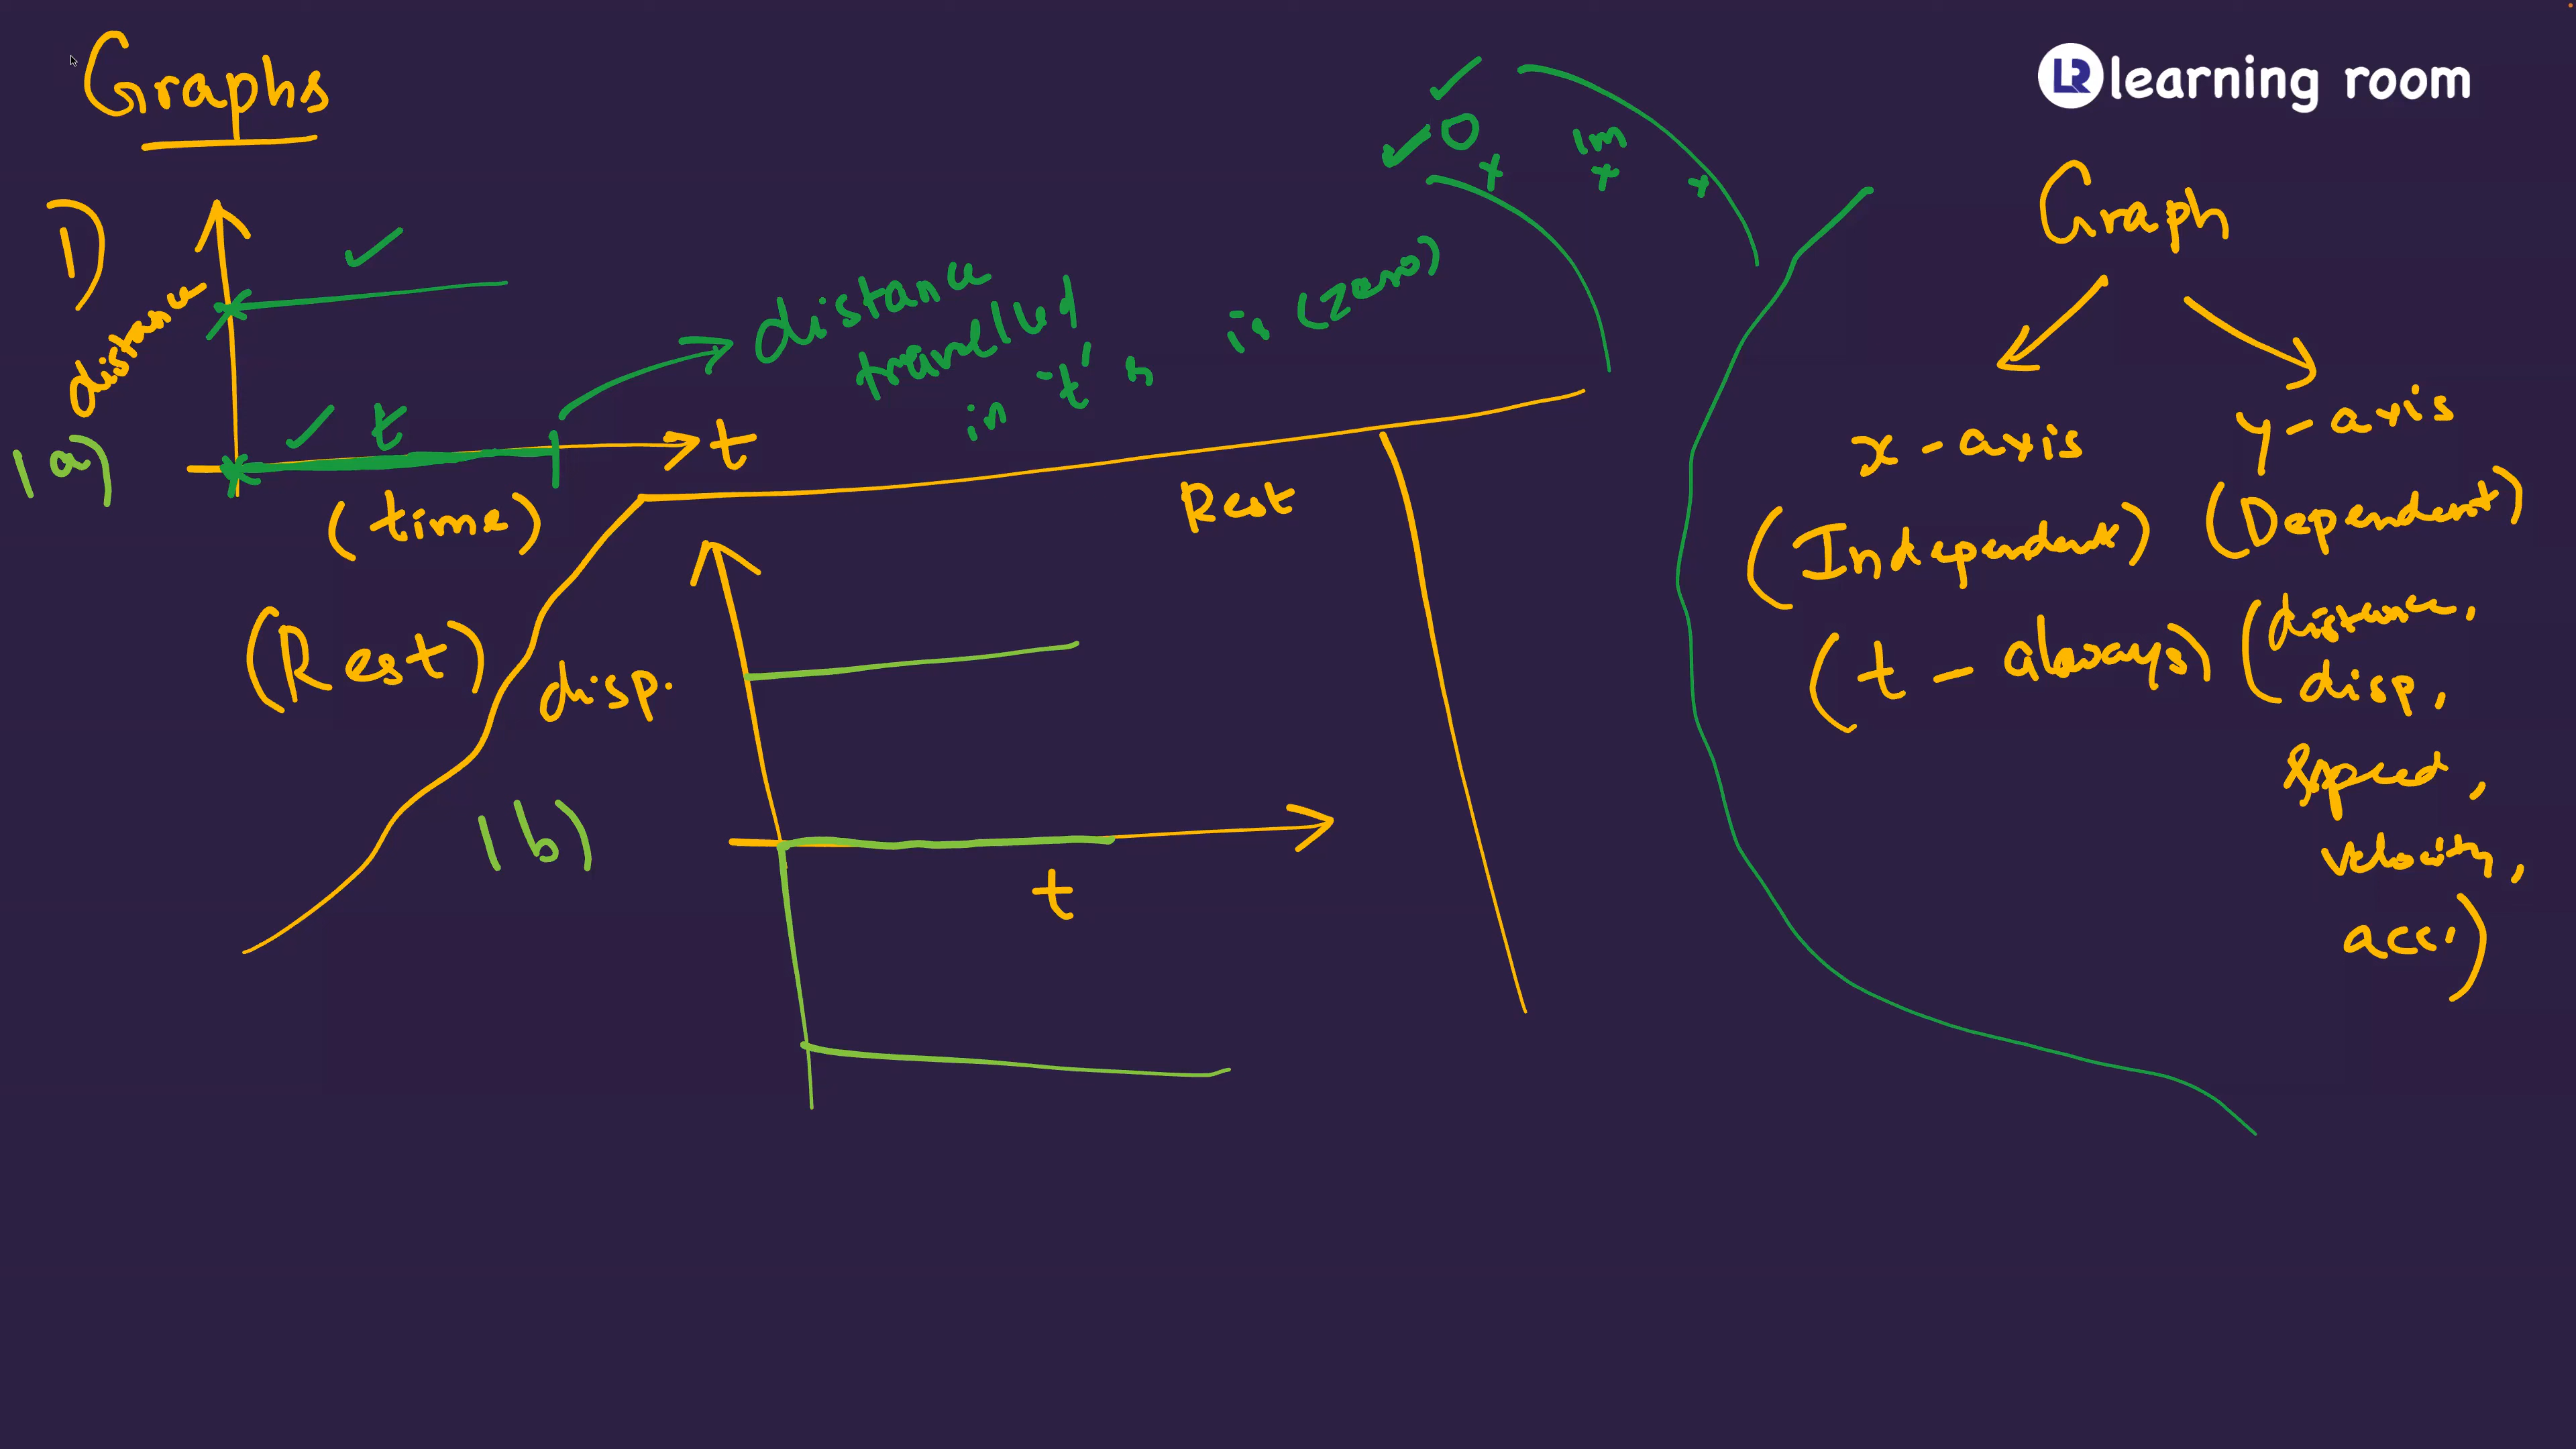 Graphs
learning room
1)
distance
1a)
t
t
(time)
(Rest)
distance
travelled
in 't' s is (zero)
0
1m
Rest
disp.
1b)
t
Graph
x-axis
(Independent)
(t - always)
y-axis
(Dependent)
(distance,
disp,
speed,
velocity,
acc.)